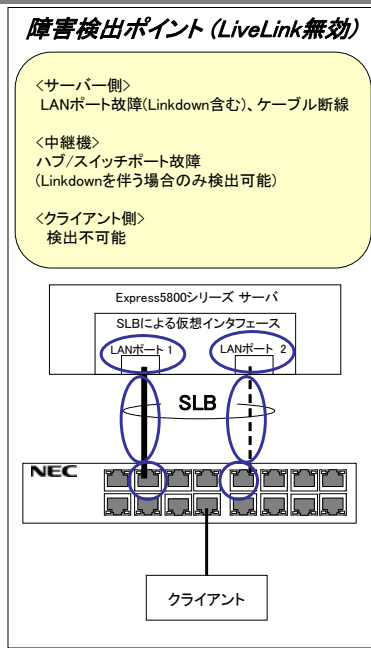 障害検出ポイント (LiveLink無効)
<サーバー側>
LANポート故障(Linkdown含む)、ケーブル断線
<中継機>
ハブ/スイッチポート故障
(Linkdownを伴う場合のみ検出可能)
<クライアント側>
検出不可能
Express5800シリーズ サーバ
SLBによる仮想インタフェース
LANポート 1
LANポート 2
SLB
NEC
クライアント